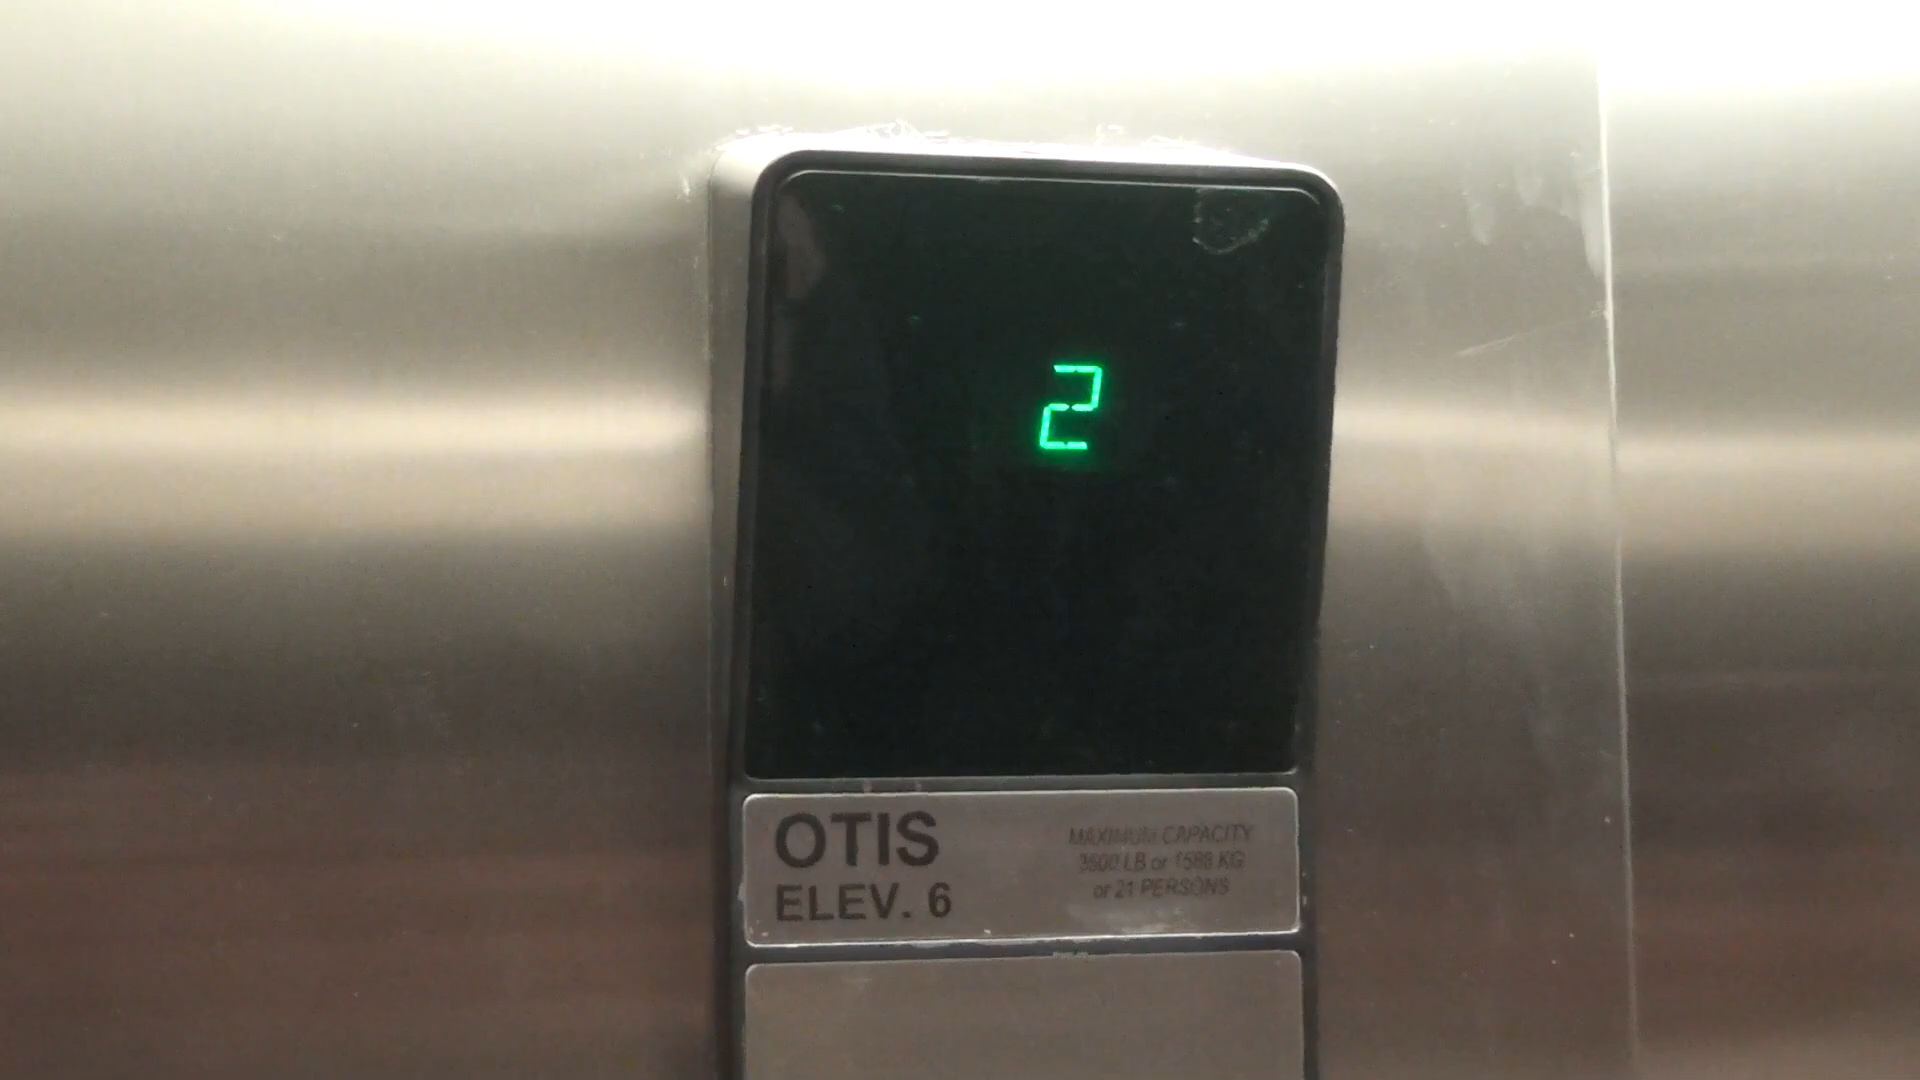 2
OTIS
ELEV. 6
MAXIMUM CAPACITY
3500 LB or 1588 KG
or 21 PERSONS